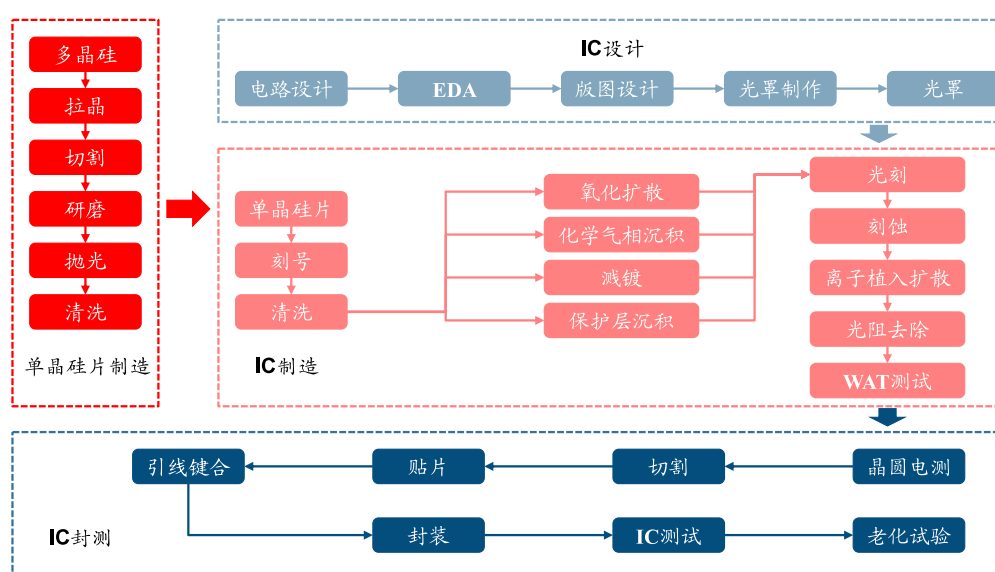 多晶硅
拉晶
切割
研磨
抛光
清洗
单晶硅片制造
IC设计
电路设计
EDA
版图设计
光罩制作
光罩
单晶硅片
刻号
清洗
IC制造
氧化扩散
化学气相沉积
溅镀
保护层沉积
光刻
刻蚀
离子植入扩散
光阻去除
WAT测试
引线键合
贴片
切割
晶圆电测
IC封测
封装
IC测试
老化试验